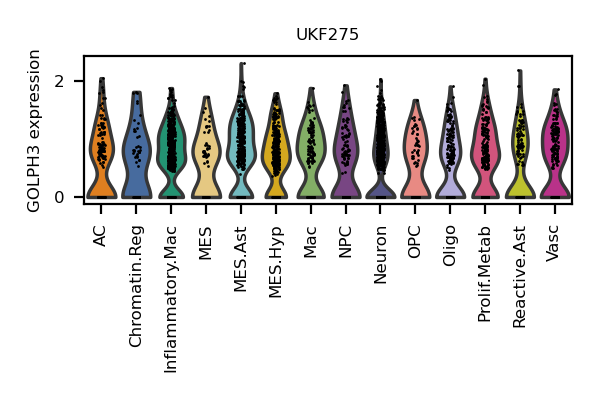 UKF275
GOLPH3 expression
2
0
AC
Chromatin.Reg
Inflammatory.Mac
MES
MES.Ast
MES.Hyp
Mac
NPC
Neuron
OPC
Oligo
Prolif.Metab
Reactive.Ast
Vasc